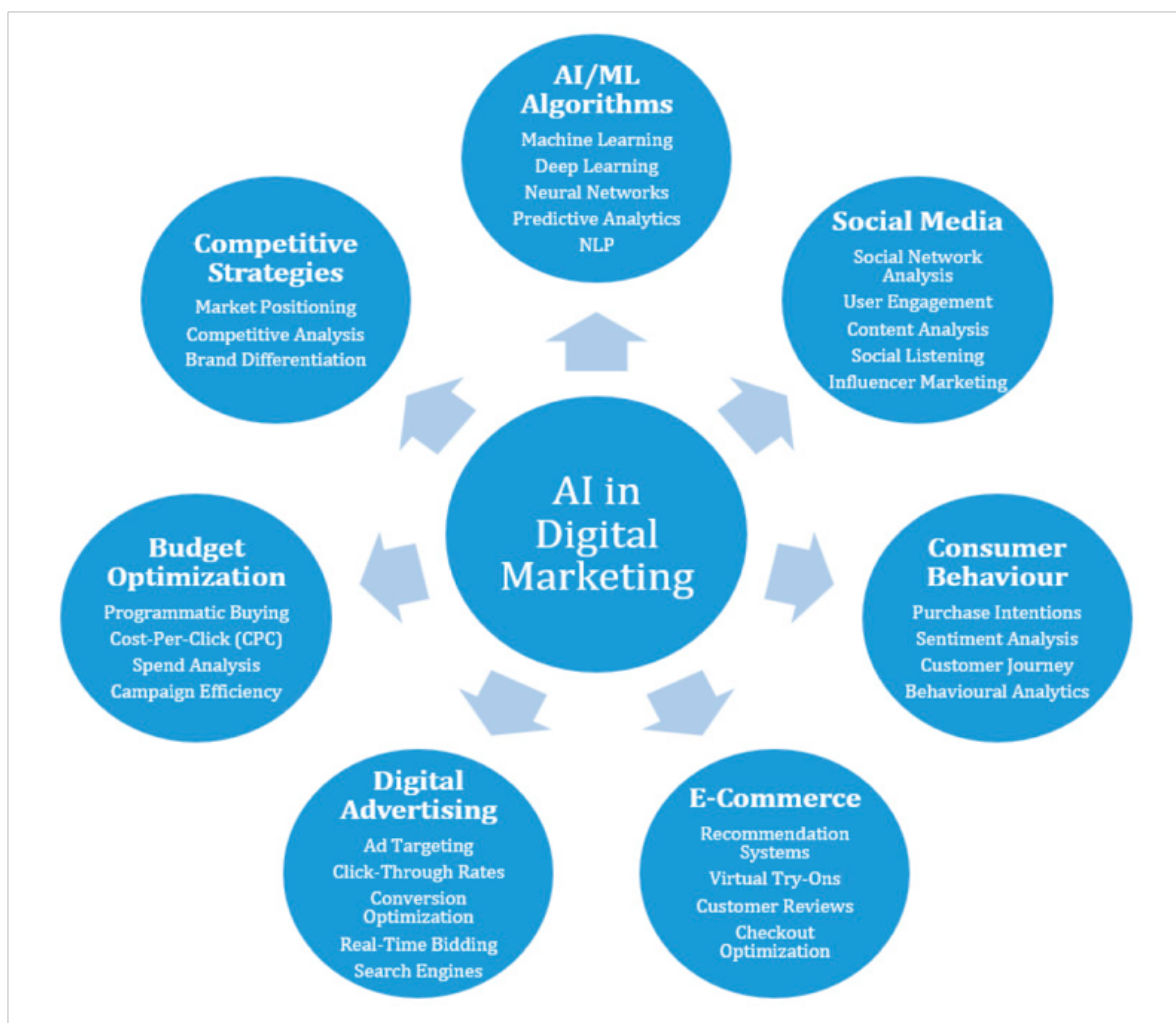 AI/ML
Algorithms
Machine Learning
Deep Learning
Neural Networks
Predictive Analytics
NLP
Social Media
Social Network
Analysis
User Engagement
Content Analysis
Social Listening
Influencer Marketing
Consumer
Behaviour
Purchase Intentions
Sentiment Analysis
Customer Journey
Behavioural Analytics
E-Commerce
Recommendation
Systems
Virtual Try-Ons
Customer Reviews
Checkout
Optimization
Digital
Advertising
Ad Targeting
Click-Through Rates
Conversion
Optimization
Real-Time Bidding
Search Engines
Budget
Optimization
Programmatic Buying
Cost-Per-Click (CPC)
Spend Analysis
Campaign Efficiency
Competitive
Strategies
Market Positioning
Competitive Analysis
Brand Differentiation
AI in
Digital
Marketing